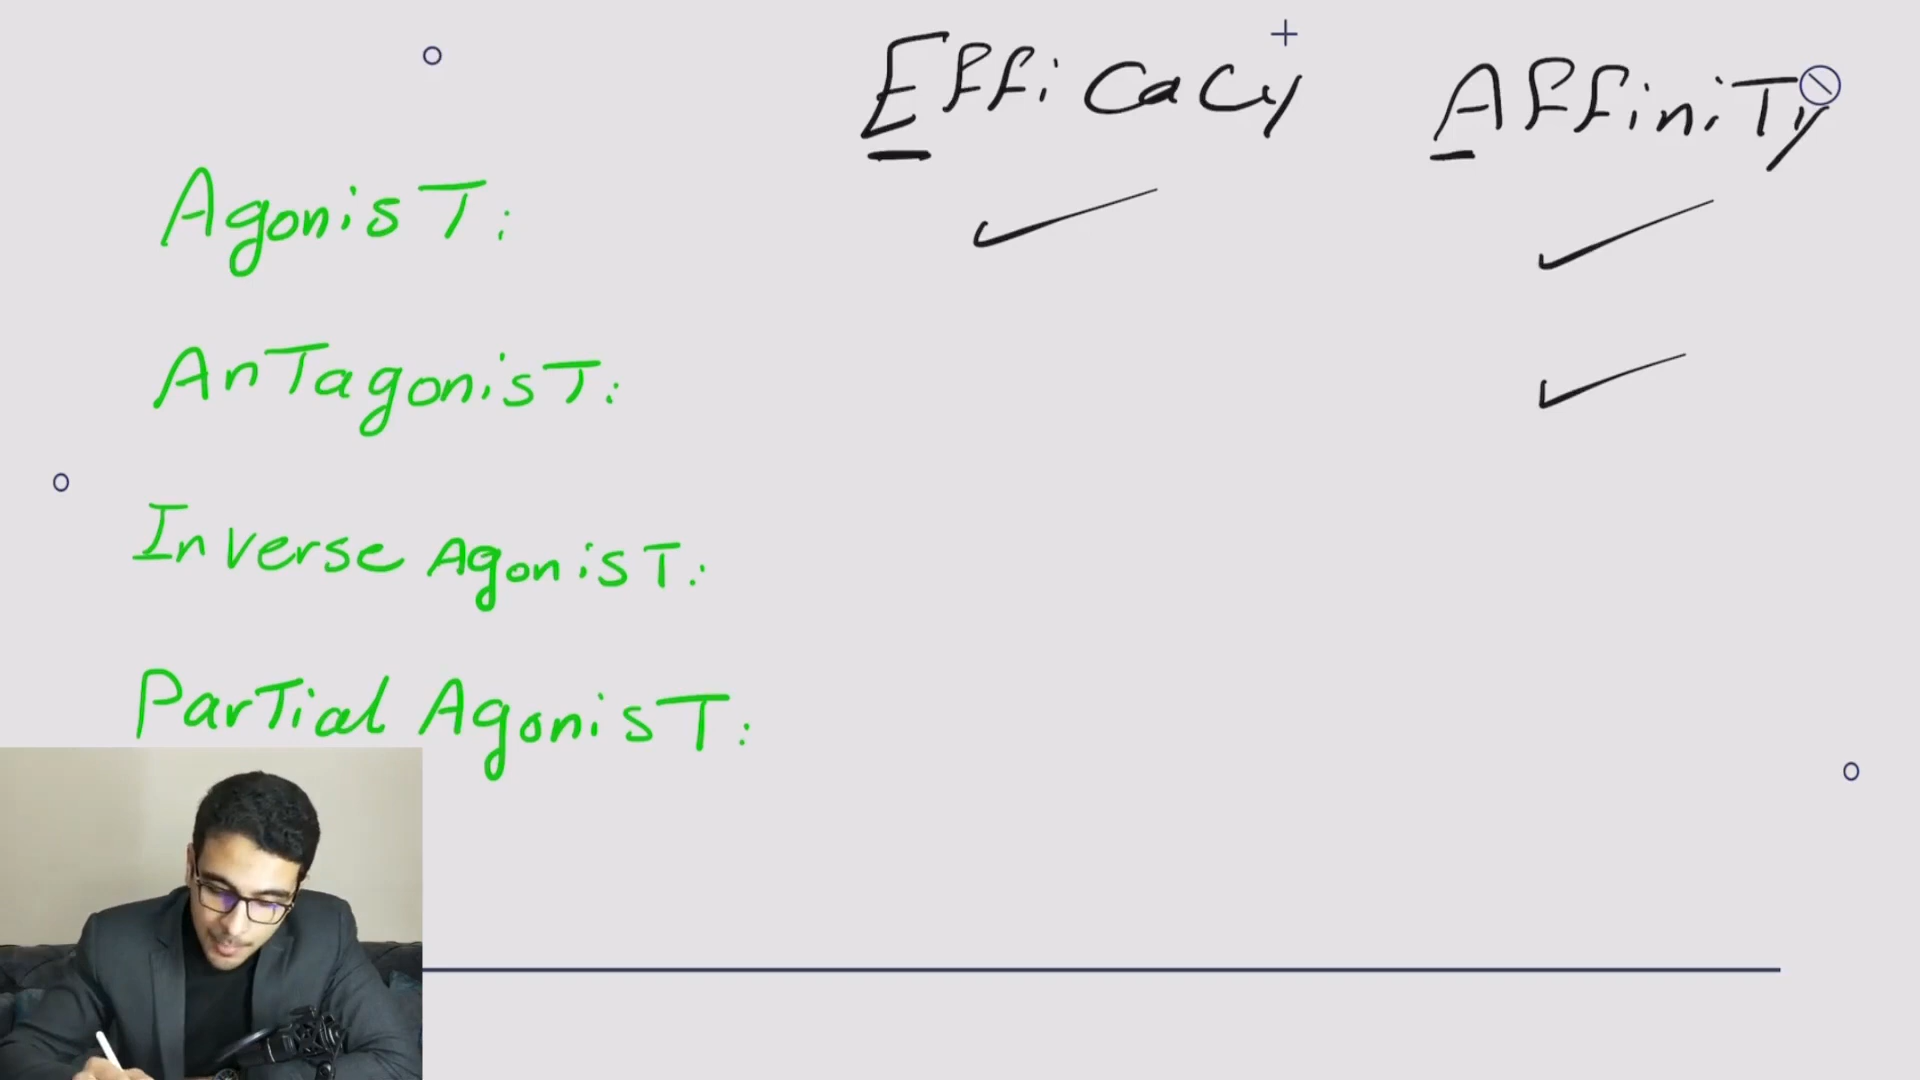 Efficacy Affinity
Agonist: ✓ ✓
Antagonist: ✓
Inverse Agonist:
Partial Agonist: